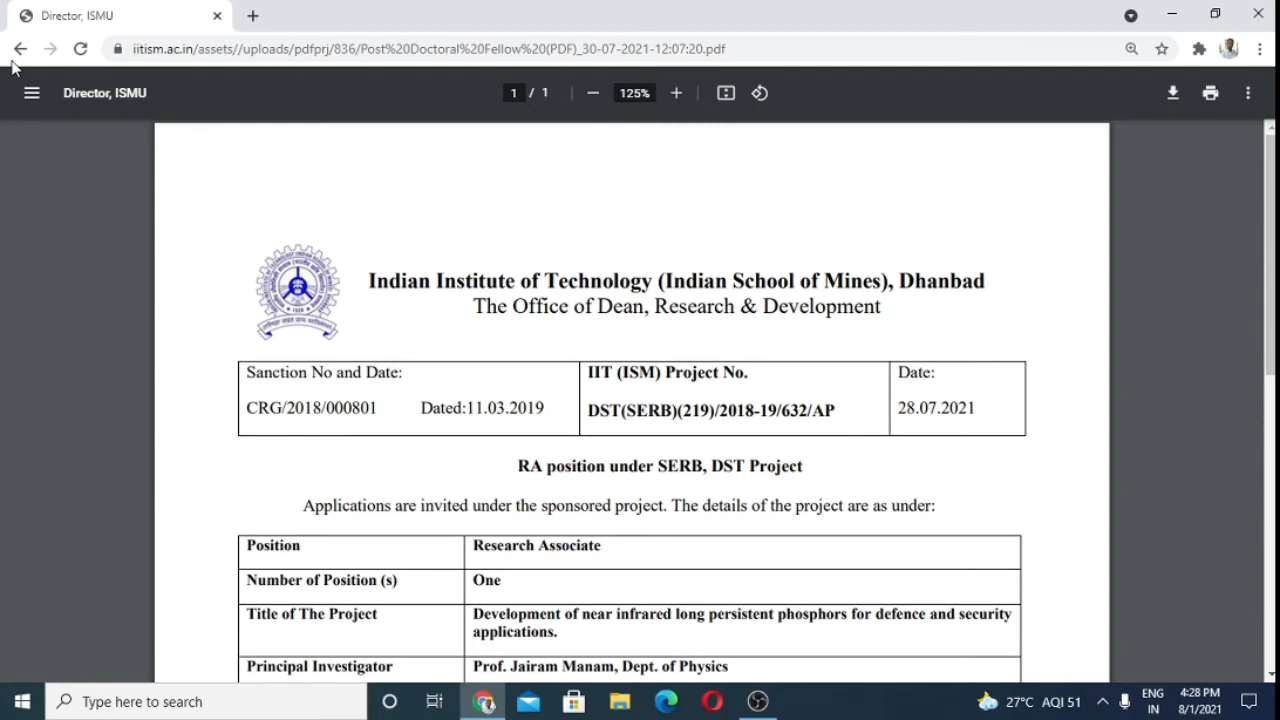 Director, ISMU
iitism.ac.in/assets//uploads/pdfprj/836/Post%20Doctoral%20Fellow%20(PDF)_30-07-2021-12:07:20.pdf
Director, ISMU
1 / 1
125%
Indian Institute of Technology (Indian School of Mines), Dhanbad
The Office of Dean, Research & Development
Sanction No and Date:
CRG/2018/000801 Dated:11.03.2019
IIT (ISM) Project No.
DST(SERB)(219)/2018-19/632/AP
Date:
28.07.2021
RA position under SERB, DST Project
Applications are invited under the sponsored project. The details of the project are as under:
Position Research Associate
Number of Position (s) One
Title of The Project Development of near infrared long persistent phosphors for defence and security
applications.
Principal Investigator Prof. Jairam Manam, Dept. of Physics
Type here to search
27°C AQI 51
ENG
IN
4:28 PM
8/1/2021